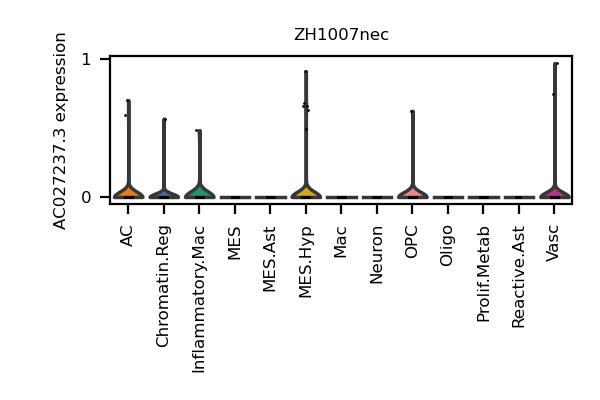 ZH1007nec
AC027237.3 expression
1
0
AC
Chromatin.Reg
Inflammatory.Mac
MES
MES.Ast
MES.Hyp
Mac
Neuron
OPC
Oligo
Prolif.Metab
Reactive.Ast
Vasc